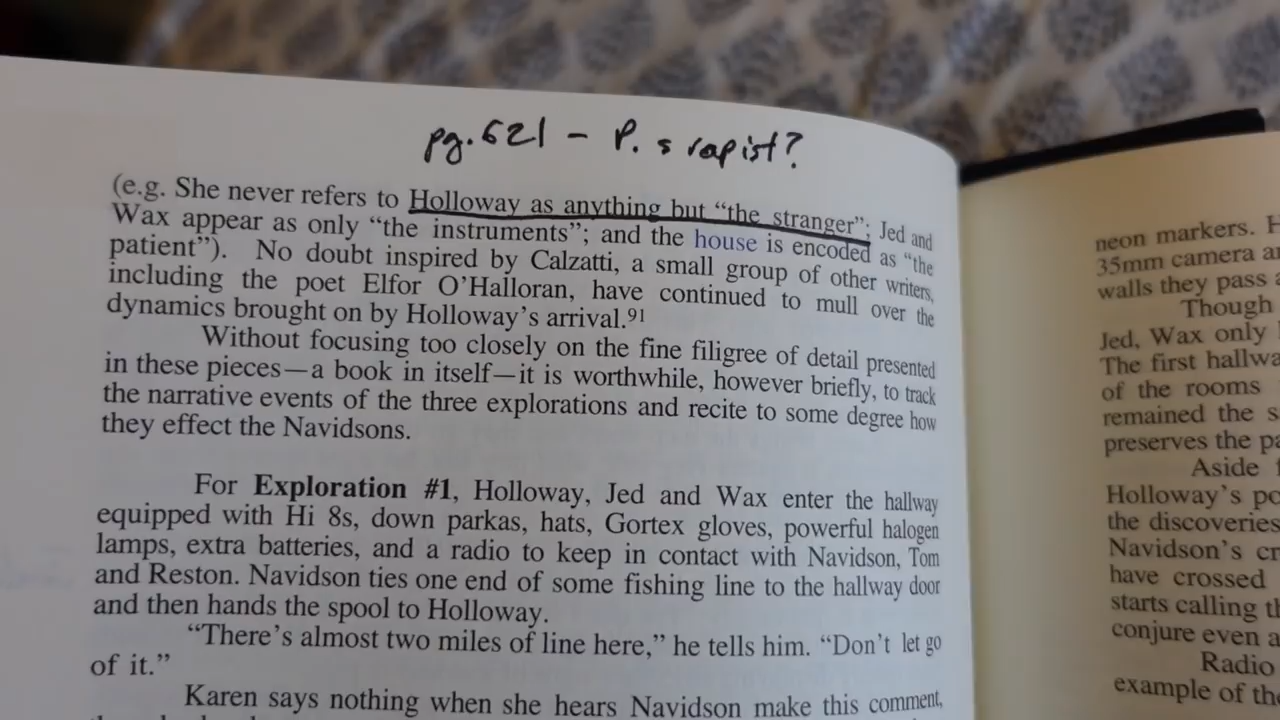 pg. 621 - P. s rapist?
(e.g. She never refers to Holloway as anything but “the stranger”; Jed and
Wax appear as only “the instruments”; and the house is encoded as “the
patient”). No doubt inspired by Calzatti, a small group of other writers,
including the poet Elfor O’Halloran, have continued to mull over the
dynamics brought on by Holloway’s arrival.91
Without focusing too closely on the fine filigree of detail presented
in these pieces—a book in itself—it is worthwhile, however briefly, to track
the narrative events of the three explorations and recite to some degree how
they effect the Navidsons.
For Exploration #1, Holloway, Jed and Wax enter the hallway
equipped with Hi 8s, down parkas, hats, Gortex gloves, powerful halogen
lamps, extra batteries, and a radio to keep in contact with Navidson, Tom
and Reston. Navidson ties one end of some fishing line to the hallway door
and then hands the spool to Holloway.
“There’s almost two miles of line here,” he tells him. “Don’t let go
of it.”
Karen says nothing when she hears Navidson make this comment,
neon markers. H
35mm camera a
walls they pass a
Though
Jed, Wax only
The first hallwa
of the rooms
remained the s
preserves the pa
Aside
Holloway’s po
the discoveries
Navidson’s cr
have crossed
starts calling th
conjure even a
Radio
example of the